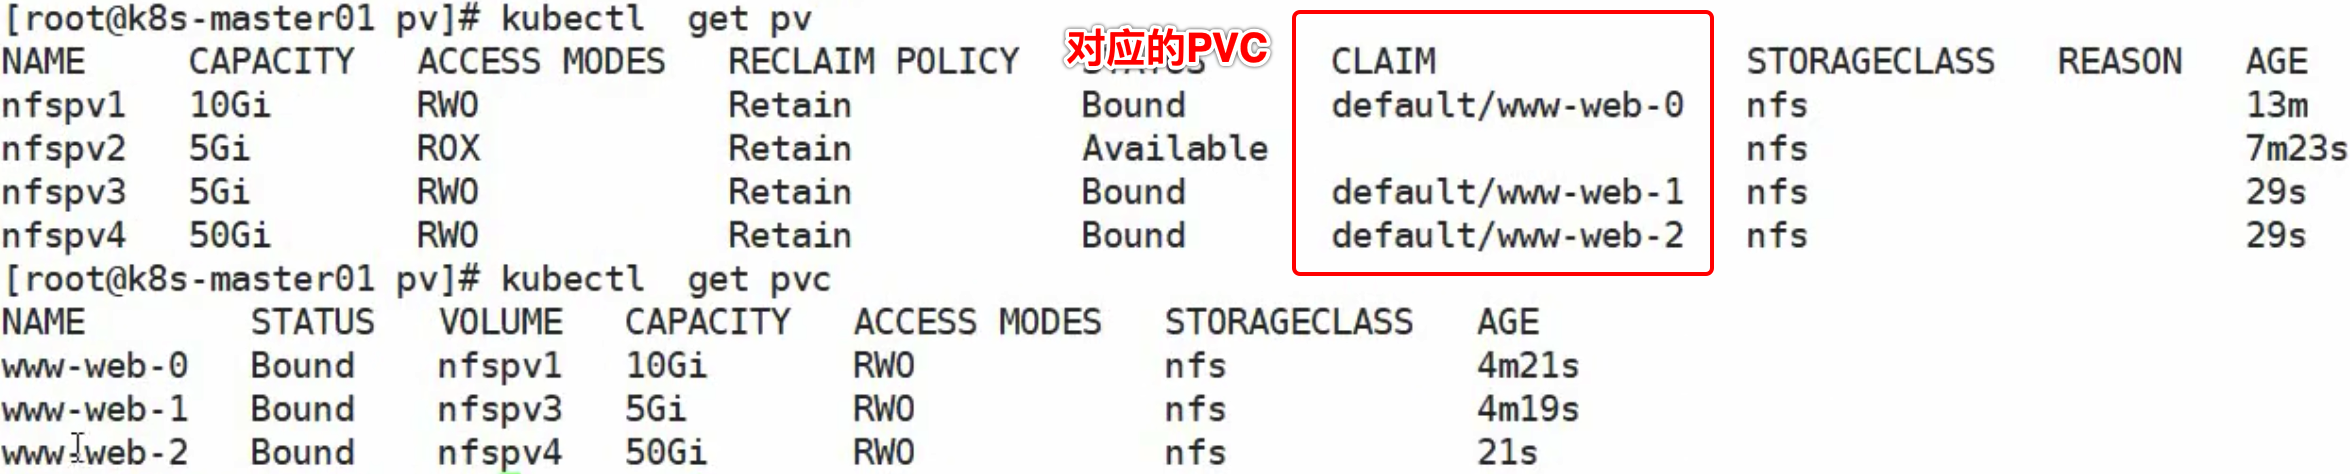 [root@k8s-master01 pv]# kubectl  get pv
对应的PVC
NAME CAPACITY ACCESS MODES RECLAIM POLICY STATUS CLAIM STORAGECLASS REASON AGE
nfspv1 10Gi RWO Retain Bound default/www-web-0 nfs 13m
nfspv2 5Gi ROX Retain Available nfs 7m23s
nfspv3 5Gi RWO Retain Bound default/www-web-1 nfs 29s
nfspv4 50Gi RWO Retain Bound default/www-web-2 nfs 29s
[root@k8s-master01 pv]# kubectl  get pvc
NAME STATUS VOLUME CAPACITY ACCESS MODES STORAGECLASS AGE
www-web-0 Bound nfspv1 10Gi RWO nfs 4m21s
www-web-1 Bound nfspv3 5Gi RWO nfs 4m19s
www-web-2 Bound nfspv4 50Gi RWO nfs 21s